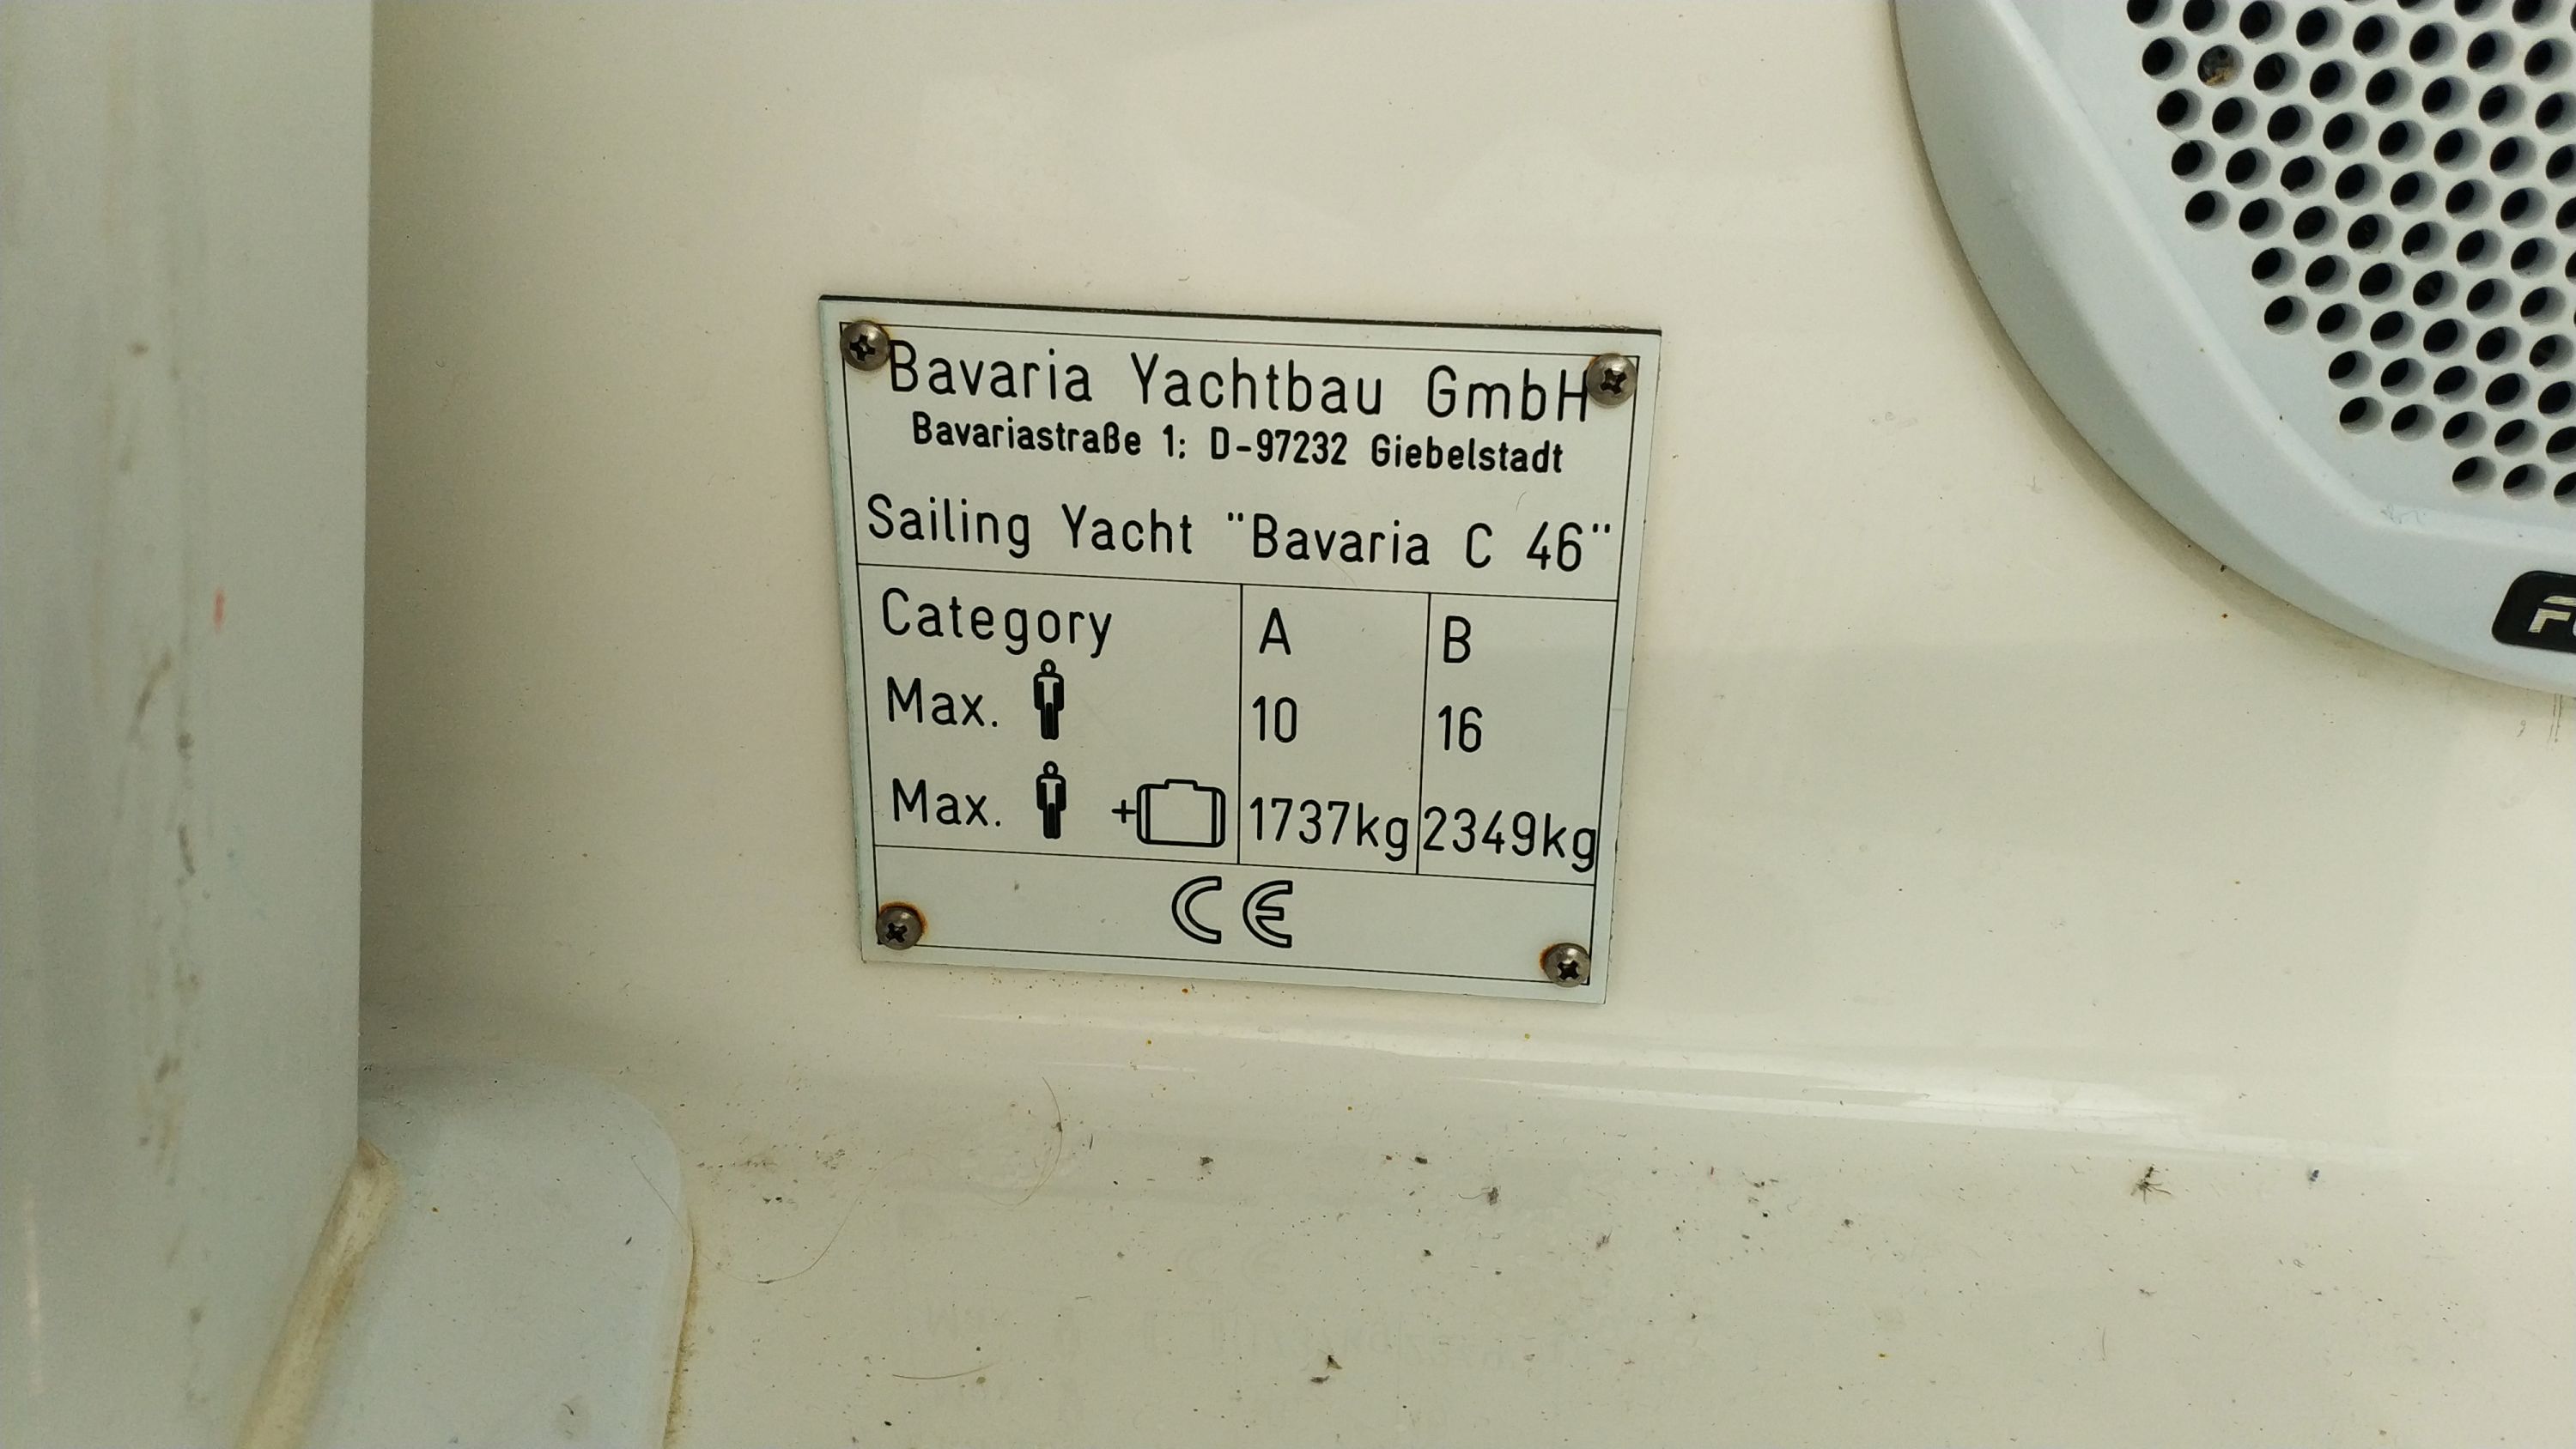 Bavaria Yachtbau GmbH
Bavariastraße 1; D-97232 Giebelstadt
Sailing Yacht "Bavaria C 46"
Category A B
Max. 10 16
Max. + 1737kg 2349kg
CE